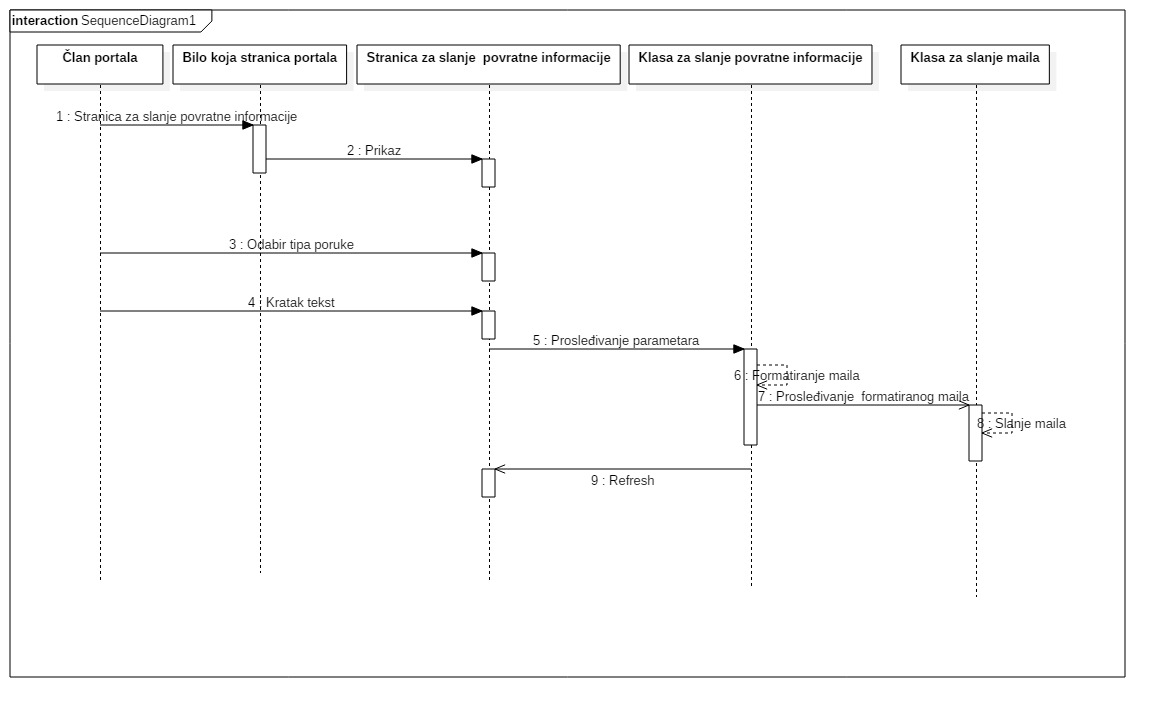 interaction SequenceDiagram1
Član portala
Bilo koja stranica portala
Stranica za slanje  povratne informacije
Klasa za slanje povratne informacije
Klasa za slanje maila
1 : Stranica za slanje povratne informacije
2 : Prikaz
3 : Odabir tipa poruke
4 : Kratak tekst
5 : Prosleđivanje parametara
6 : Formatiranje maila
7 : Prosleđivanje  formatiranog maila
8 : Slanje maila
9 : Refresh